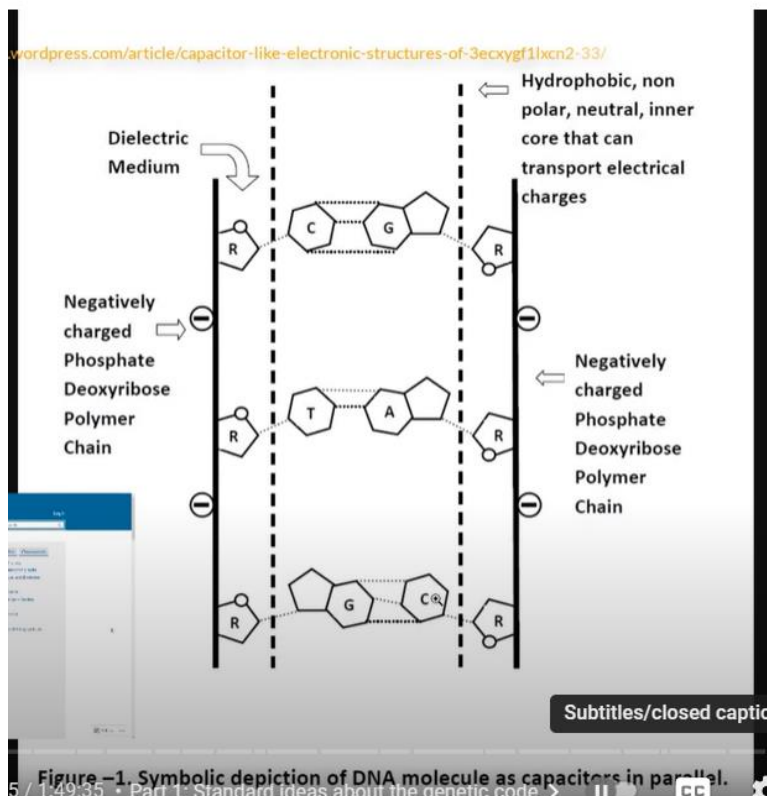 .wordpress.com/article/capacitor-like-electronic-structures-of-3ecxygf1lxcn2-33/
Hydrophobic, non
polar, neutral, inner
core that can
transport electrical
charges
Dielectric
Medium
R
C
G
R
Negatively
charged
Phosphate
Deoxyribose
Polymer
Chain
Negatively
charged
Phosphate
Deoxyribose
Polymer
Chain
R
T
A
R
R
G
C
R
Subtitles/closed captio
Figure –1. Symbolic depiction of DNA molecule as capacitors in parallel.
5 / 1:49:35 • Part 1: Standard ideas about the genetic code >
CC